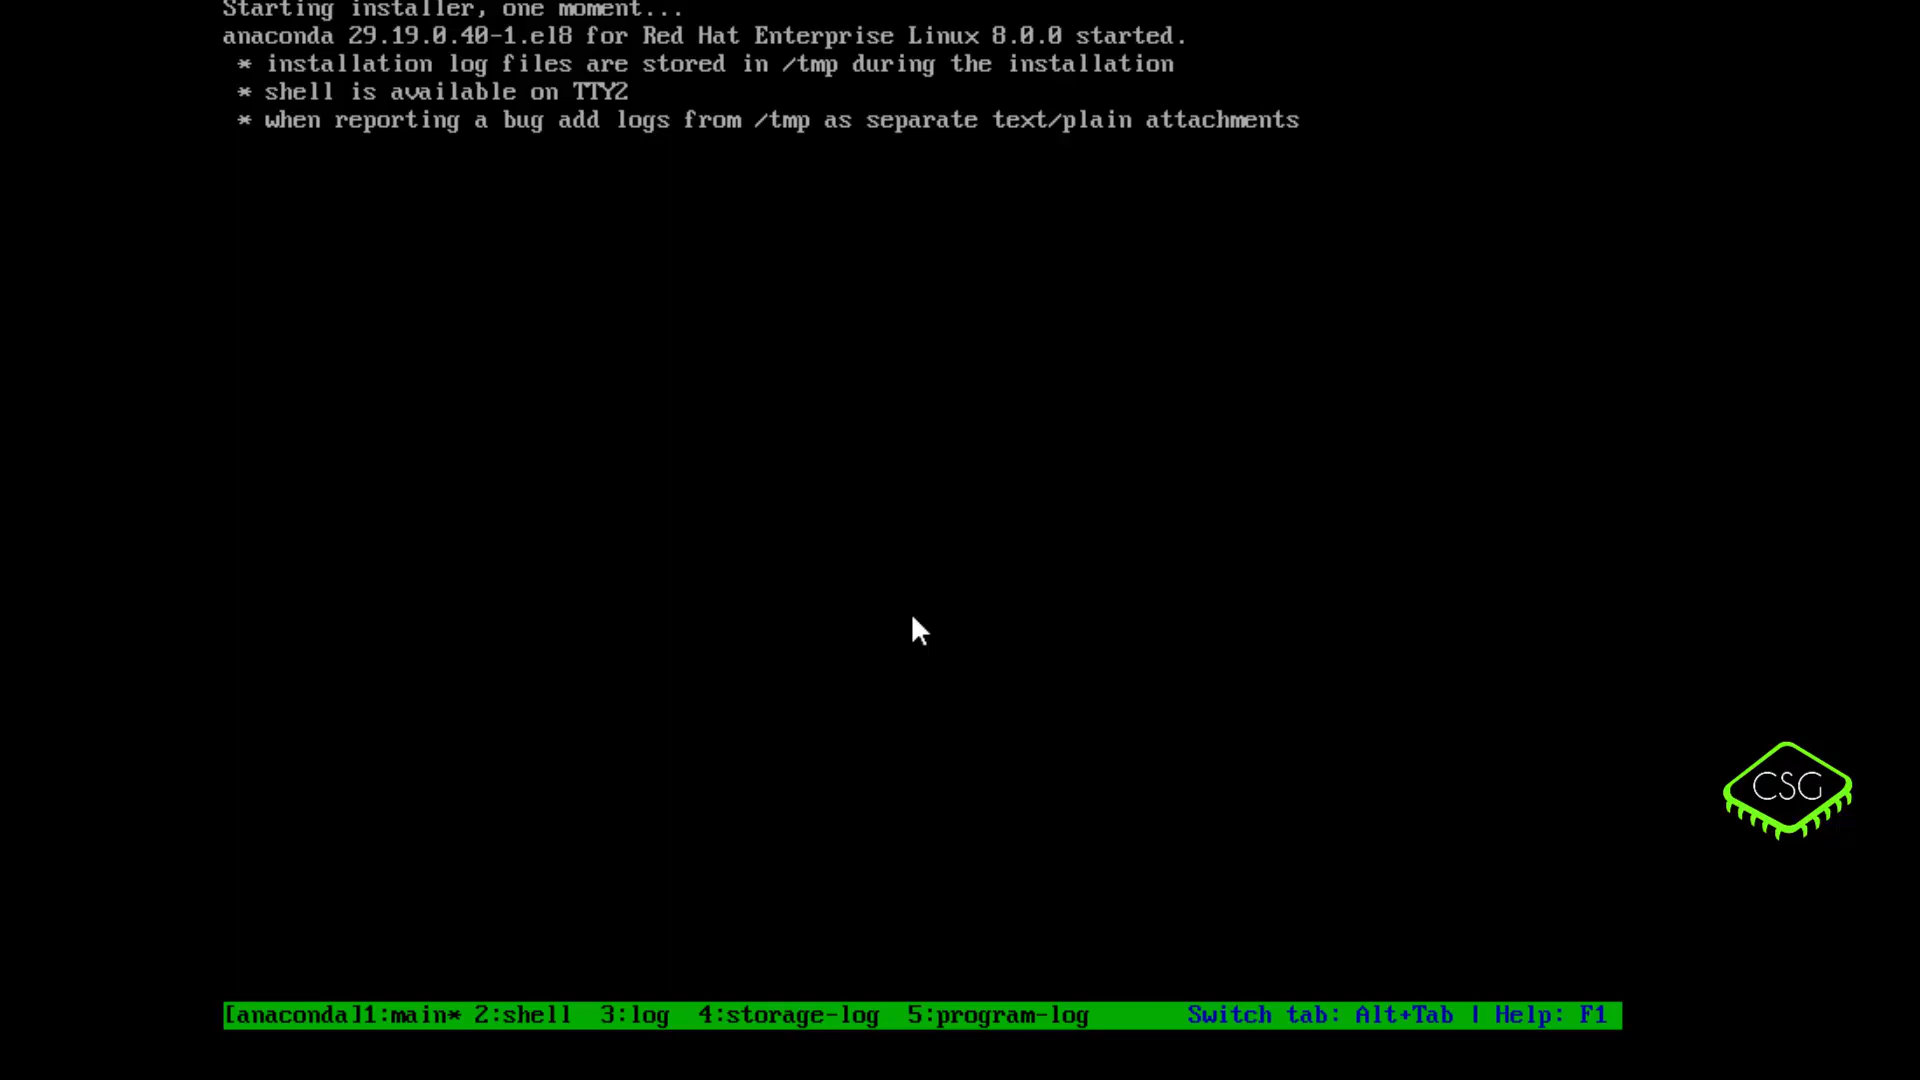 Starting installer, one moment...
anaconda 29.19.0.40-1.el8 for Red Hat Enterprise Linux 8.0.0 started.
* installation log files are stored in /tmp during the installation
* shell is available on TTY2
* when reporting a bug add logs from /tmp as separate text/plain attachments
CSG
[anaconda]1:main* 2:shell  3:log  4:storage-log  5:program-log  Switch tab: Alt+Tab | Help: F1